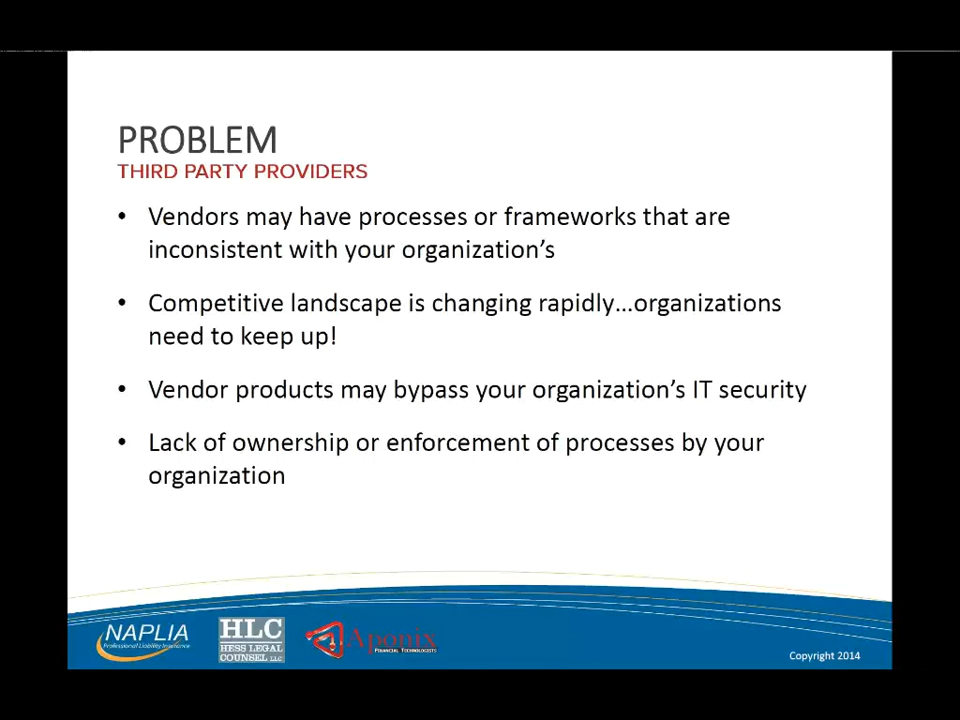 PROBLEM
THIRD PARTY PROVIDERS
• Vendors may have processes or frameworks that are
inconsistent with your organization’s
• Competitive landscape is changing rapidly…organizations
need to keep up!
• Vendor products may bypass your organization’s IT security
• Lack of ownership or enforcement of processes by your
organization
NAPLIA
Professional Liability Insurance
HLC
HESS LEGAL
COUNSEL LLC
Aponix
FINANCIAL TECHNOLOGISTS
Copyright 2014